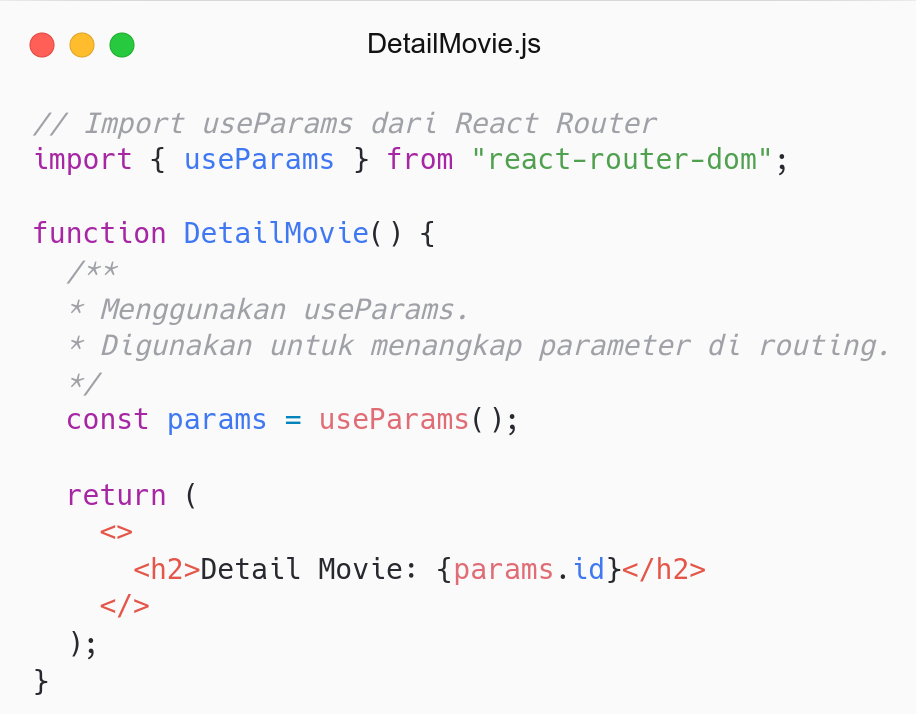 DetailMovie.js
// Import useParams dari React Router
import { useParams } from "react-router-dom";
function DetailMovie() {
  /**
  * Menggunakan useParams.
  * Digunakan untuk menangkap parameter di routing.
  */
  const params = useParams();
  return (
    <>
      <h2>Detail Movie: {params.id}</h2>
    </>
  );
}